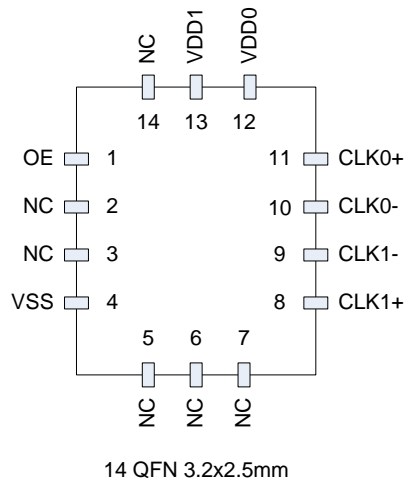 NC VDD1 VDD0
14 13 12
OE 1 11 CLK0+
NC 2 10 CLK0-
NC 3 9 CLK1-
VSS 4 8 CLK1+
5 6 7
NC NC NC
14 QFN 3.2x2.5mm